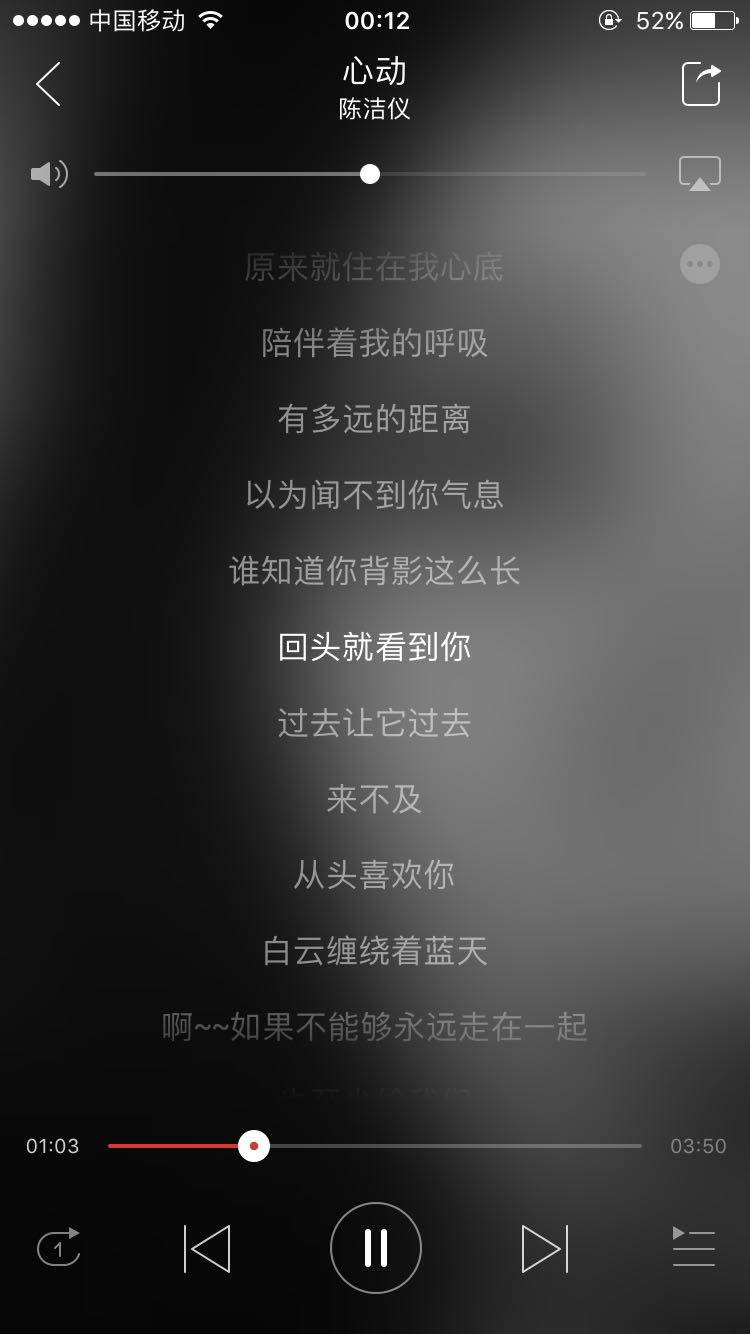 中国移动 00:12 52%
心动
陈洁仪
原来就住在我心底
陪伴着我的呼吸
有多远的距离
以为闻不到你气息
谁知道你背影这么长
回头就看到你
过去让它过去
来不及
从头喜欢你
白云缠绕着蓝天
啊~~如果不能够永远走在一起
01:03 03:50
1